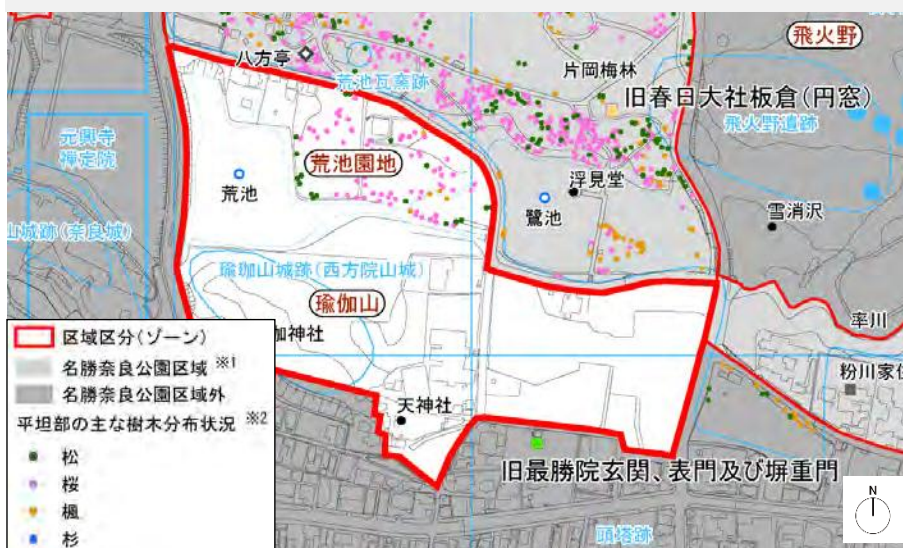 飛火野
八方亭
片岡梅林
荒池瓦窯跡
旧春日大社板倉(円窓)
飛火野遺跡
元興寺
禅定院
荒池園地
荒池
浮見堂
鷺池
雪消沢
山城跡(奈良城)
瑜珈山城跡(西方院山城)
瑜伽山
神社
率川
粉川家住
天神社
旧最勝院玄関、表門及び塀重門
頭塔跡
区域区分(ゾーン)
名勝奈良公園区域 ※1
名勝奈良公園区域外
平坦部の主な樹木分布状況 ※2
松
桜
楓
杉
N